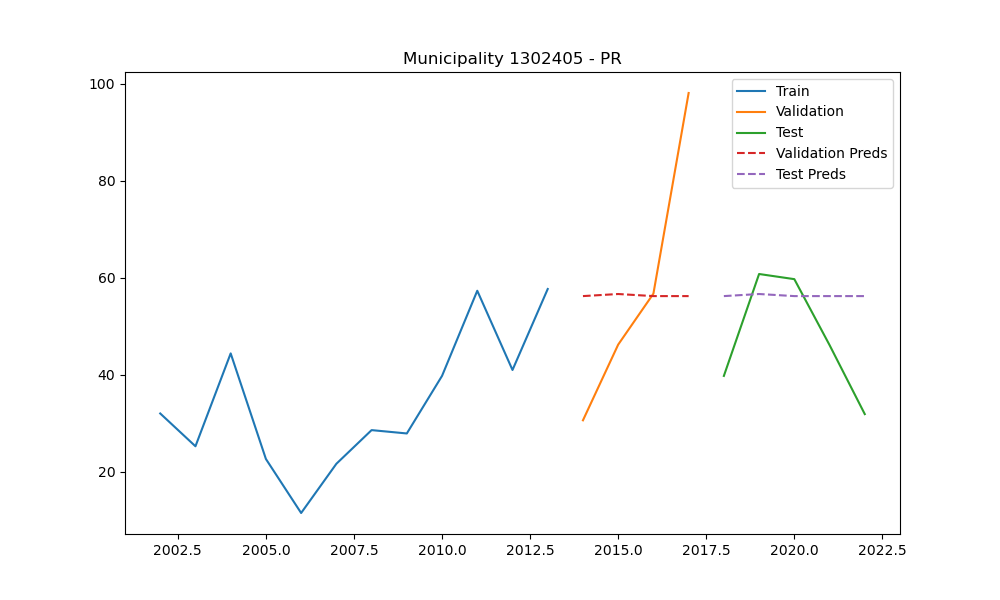 Municipality 1302405 - PR
100
80
60
40
20
2002.5 2005.0 2007.5 2010.0 2012.5 2015.0 2017.5 2020.0 2022.5
Train
Validation
Test
Validation Preds
Test Preds